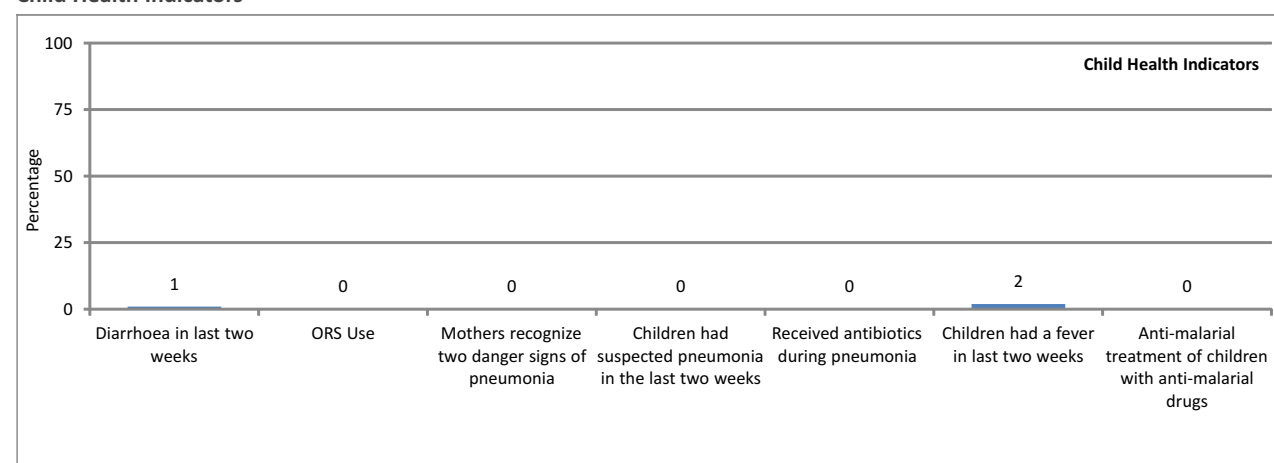 Child Health Indicators
100
Child Health Indicators
75
Percentage
50
25
1
0
0
0
0
2
0
0
Diarrhoea in last two
weeks
ORS Use
Mothers recognize
two danger signs of
pneumonia
Children had
suspected pneumonia
in the last two weeks
Received antibiotics
during pneumonia
Children had a fever
in last two weeks
Anti-malarial
treatment of children
with anti-malarial
drugs